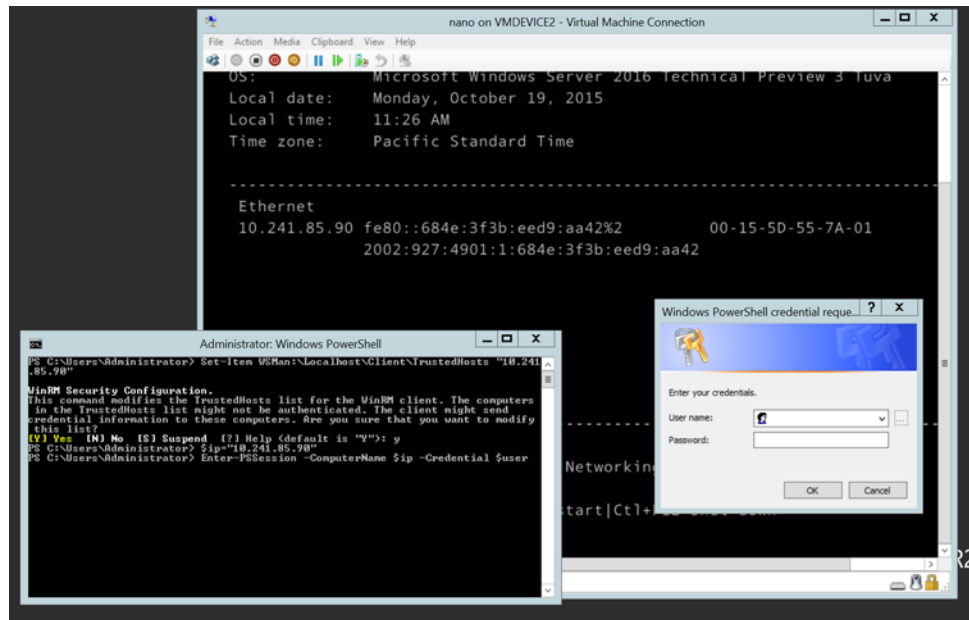 nano on VMDEVICE2 - Virtual Machine Connection
File Action Media Clipboard View Help
OS: Microsoft Windows Server 2016 Technical Preview 3 Tuva
Local date: Monday, October 19, 2015
Local time: 11:26 AM
Time zone: Pacific Standard Time
Ethernet
10.241.85.90 fe80::684e:3f3b:eed9:aa42%2 00-15-5D-55-7A-01
2002:927:4901:1:684e:3f3b:eed9:aa42
Windows PowerShell credential reque...
Enter your credentials.
User name:
Password:
OK Cancel
Administrator: Windows PowerShell
PS C:\Users\Administrator> Set-Item WSMan:\Localhost\Client\TrustedHosts "10.241
.85.90"
WinRM Security Configuration.
This command modifies the TrustedHosts list for the WinRM client. The computers
in the TrustedHosts list might not be authenticated. The client might send
credential information to these computers. Are you sure that you want to modify
this list?
[Y] Yes [N] No [S] Suspend [?] Help (default is "Y"): y
PS C:\Users\Administrator> $ip="10.241.85.90"
PS C:\Users\Administrator> Enter-PSSession -ComputerName $ip -Credential $user
Networkin
tart|Ctl+
R2